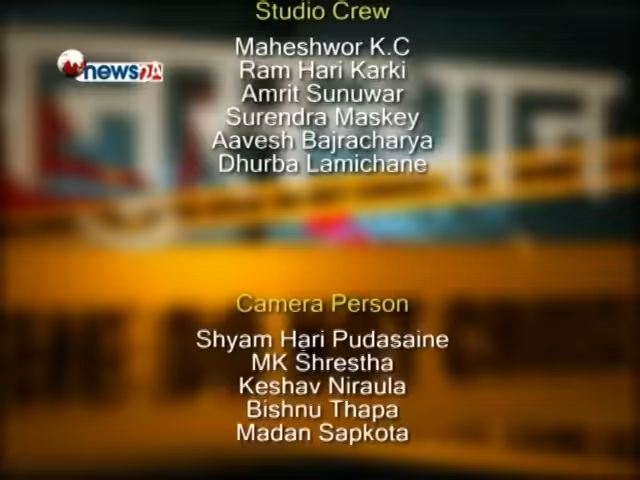 Studio Crew
Maheshwor K.C
news24
Ram Hari Karki
Amrit Sunuwar
Surendra Maskey
Aavesh Bajracharya
Dhurba Lamichane
Camera Person
Shyam Hari Pudasaine
MK Shrestha
Keshav Niraula
Bishnu Thapa
Madan Sapkota